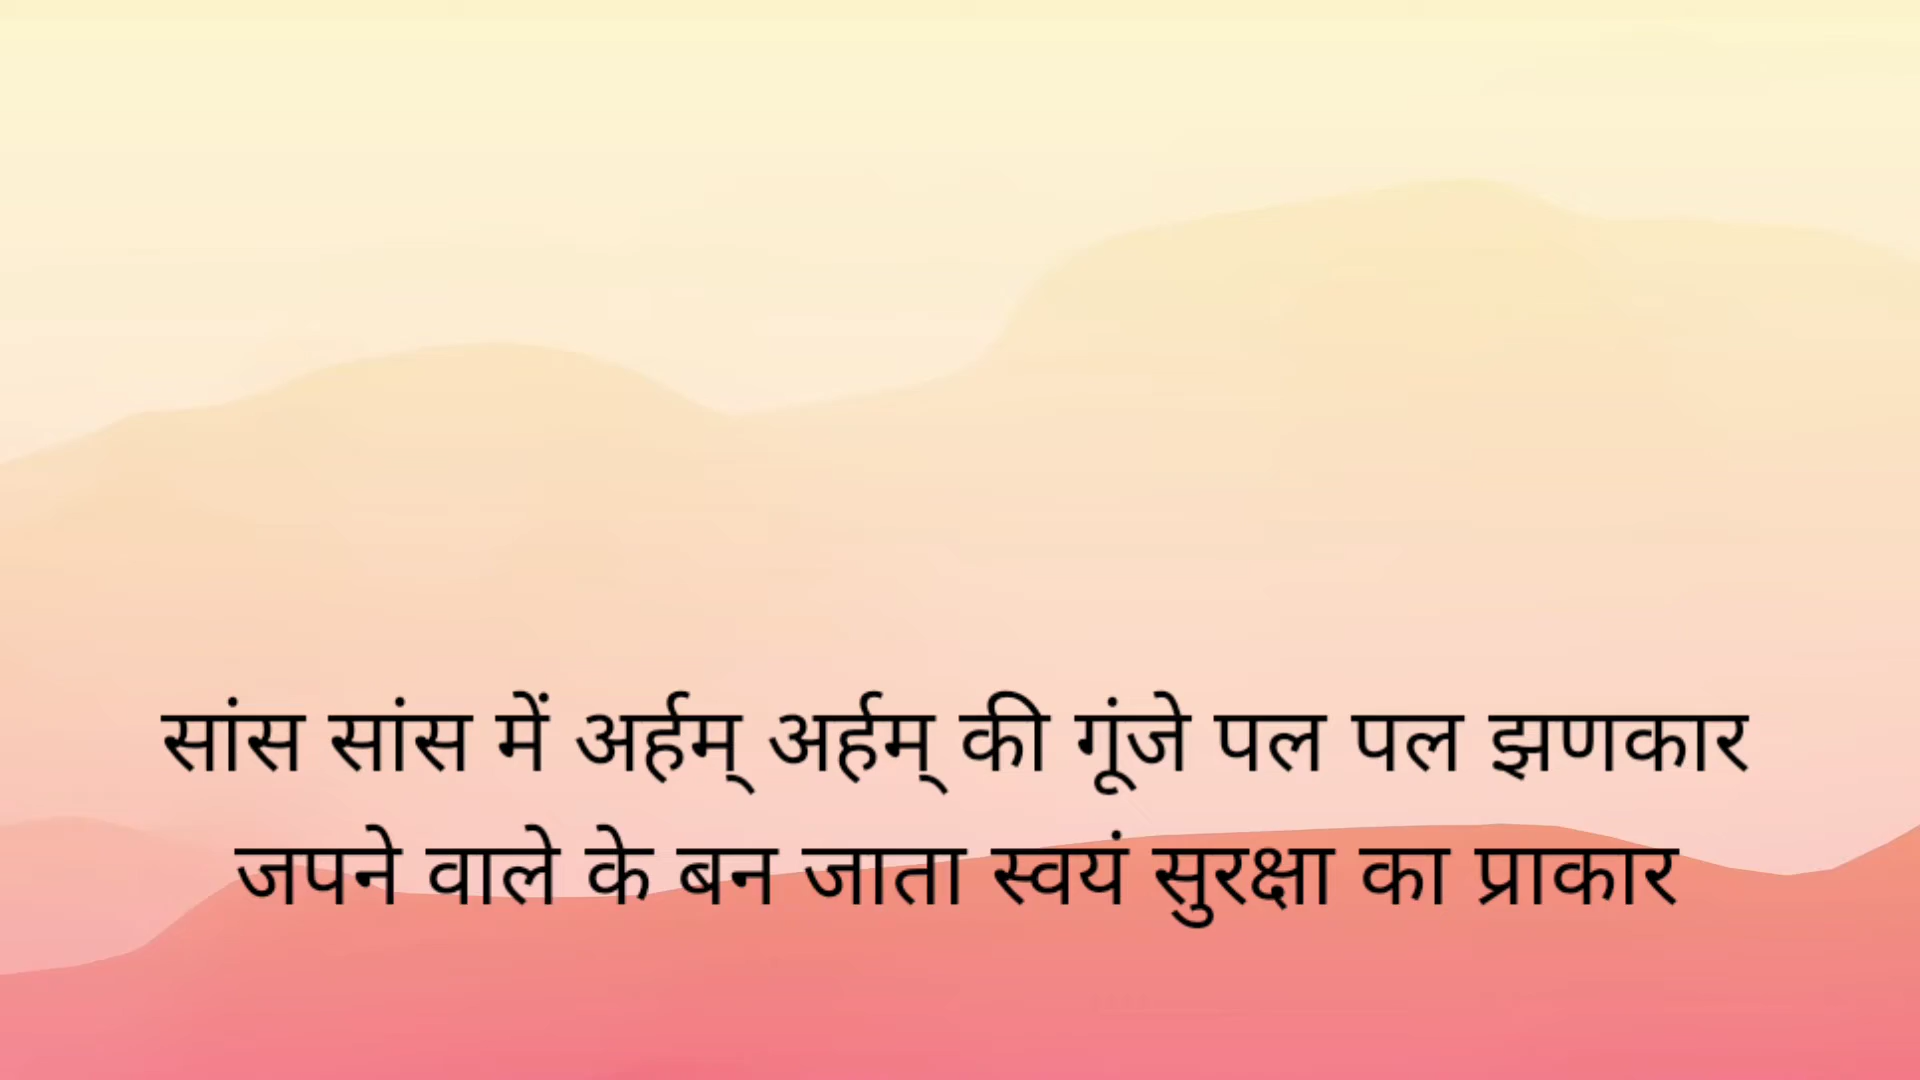 सांस सांस में अर्हम् अर्हम् की गूंजे पल पल झणकार
जपने वाले के बन जाता स्वयं सुरक्षा का प्राकार